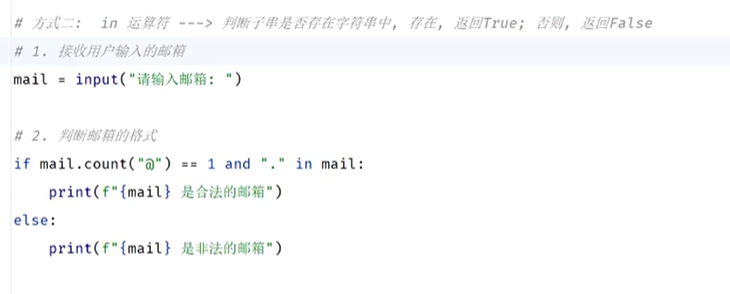 # 方式二: in 运算符 ---> 判断子串是否存在字符串中, 存在, 返回True; 否则, 返回False
# 1. 接收用户输入的邮箱
mail = input("请输入邮箱: ")
# 2. 判断邮箱的格式
if mail.count("@") == 1 and "." in mail:
    print(f"{mail} 是合法的邮箱")
else:
    print(f"{mail} 是非法的邮箱")